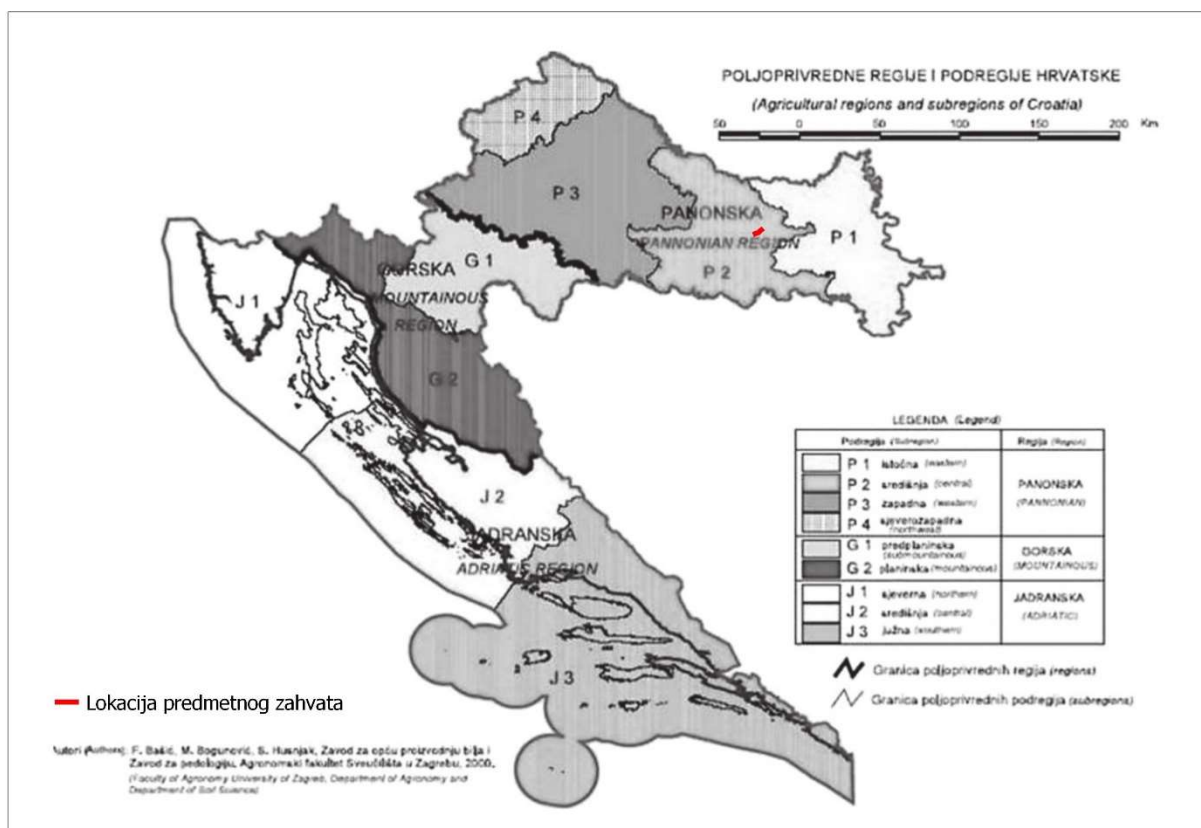 POLJOPRIVREDNE REGIJE I PODREGIJE HRVATSKE
(Agricultural regions and subregions of Croatia)
50 0 50 100 150 200 Km
P 4
P 3
PANONSKA
PANNONIAN REGION
P 1
P 2
G 1
GORSKA
MOUNTAINOUS
REGION
J 1
G 2
J 2
JADRANSKA
ADRIATIC REGION
J 3
LEGENDA (Legend)
Podregija (Subregion) Regija (Region)
P 1 istočna (eastern)
P 2 središnja (central)
P 3 zapadna (western)
P 4 sjeverozapadna
(northwest)
PANONSKA
(PANNONIAN)
G 1 predplaninska
(submountainous)
G 2 planinska (mountainous)
GORSKA
(MOUNTAINOUS)
J 1 sjeverna (northern)
J 2 središnja (central)
J 3 južna (southern)
JADRANSKA
(ADRIATIC)
Granica poljoprivrednih regija (regions)
Granica poljoprivrednih podregija (subregions)
Lokacija predmetnog zahvata
Autori (Authors): F. Bašić, M. Bogunović, S. Husnjak, Zavod za opću proizvodnju bilja i
Zavod za pedologiju, Agronomski fakultet Sveučilišta u Zagrebu, 2000.
(Faculty of Agronomy University of Zagreb, Department of Agronomy and
Department of Soil Science)